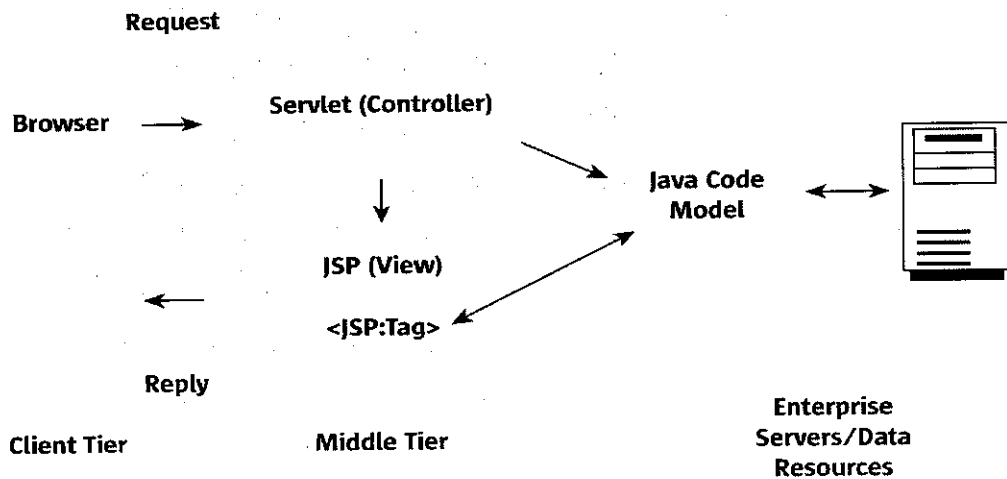 Request
Browser
Servlet (Controller)
Java Code
Model
JSP (View)
<JSP:Tag>
Reply
Client Tier
Middle Tier
Enterprise
Servers/Data
Resources